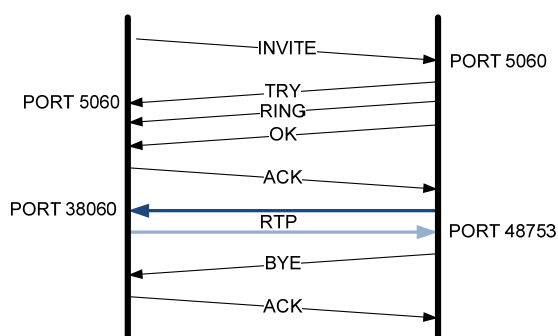 INVITE
PORT 5060
TRY
PORT 5060
RING
OK
ACK
PORT 38060
RTP
PORT 48753
BYE
ACK